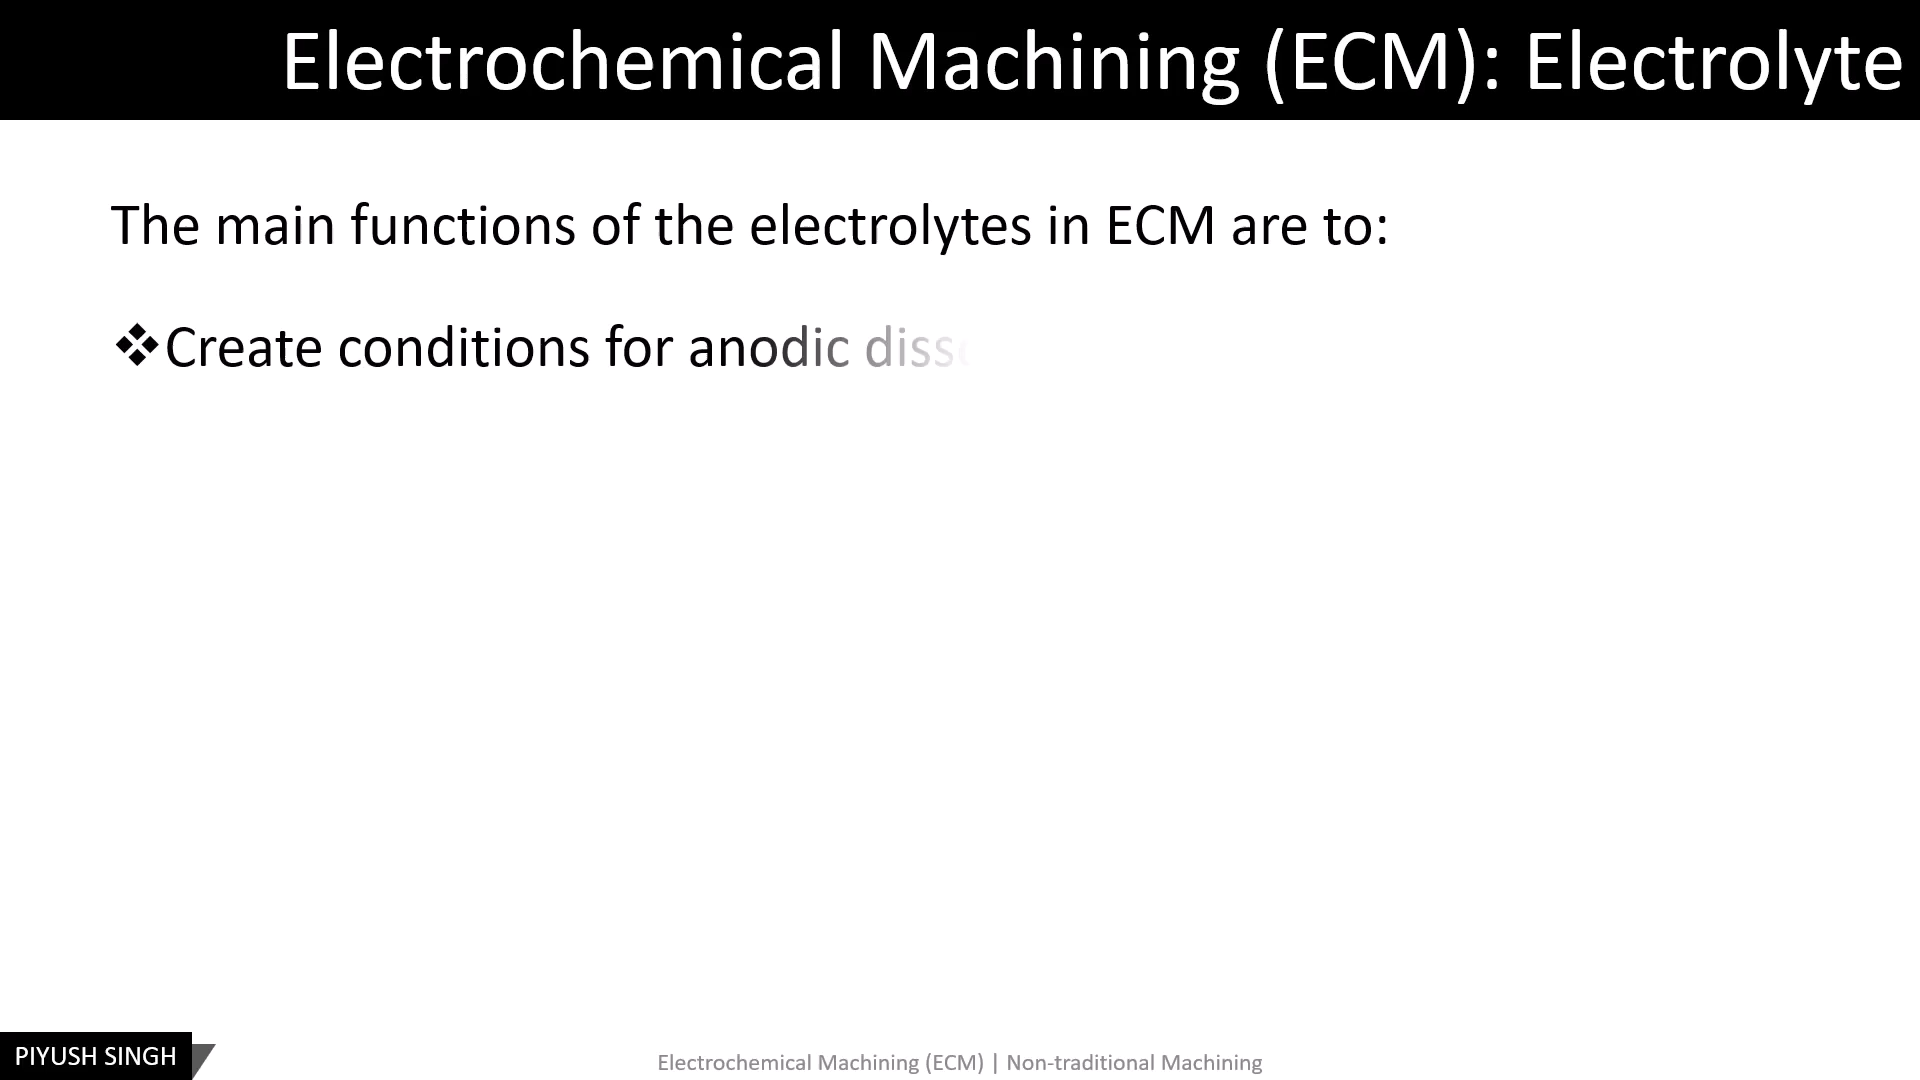 Electrochemical Machining (ECM): Electrolyte
The main functions of the electrolytes in ECM are to:
❖Create conditions for anodic
PIYUSH SINGH
Electrochemical Machining (ECM) | Non-traditional Machining